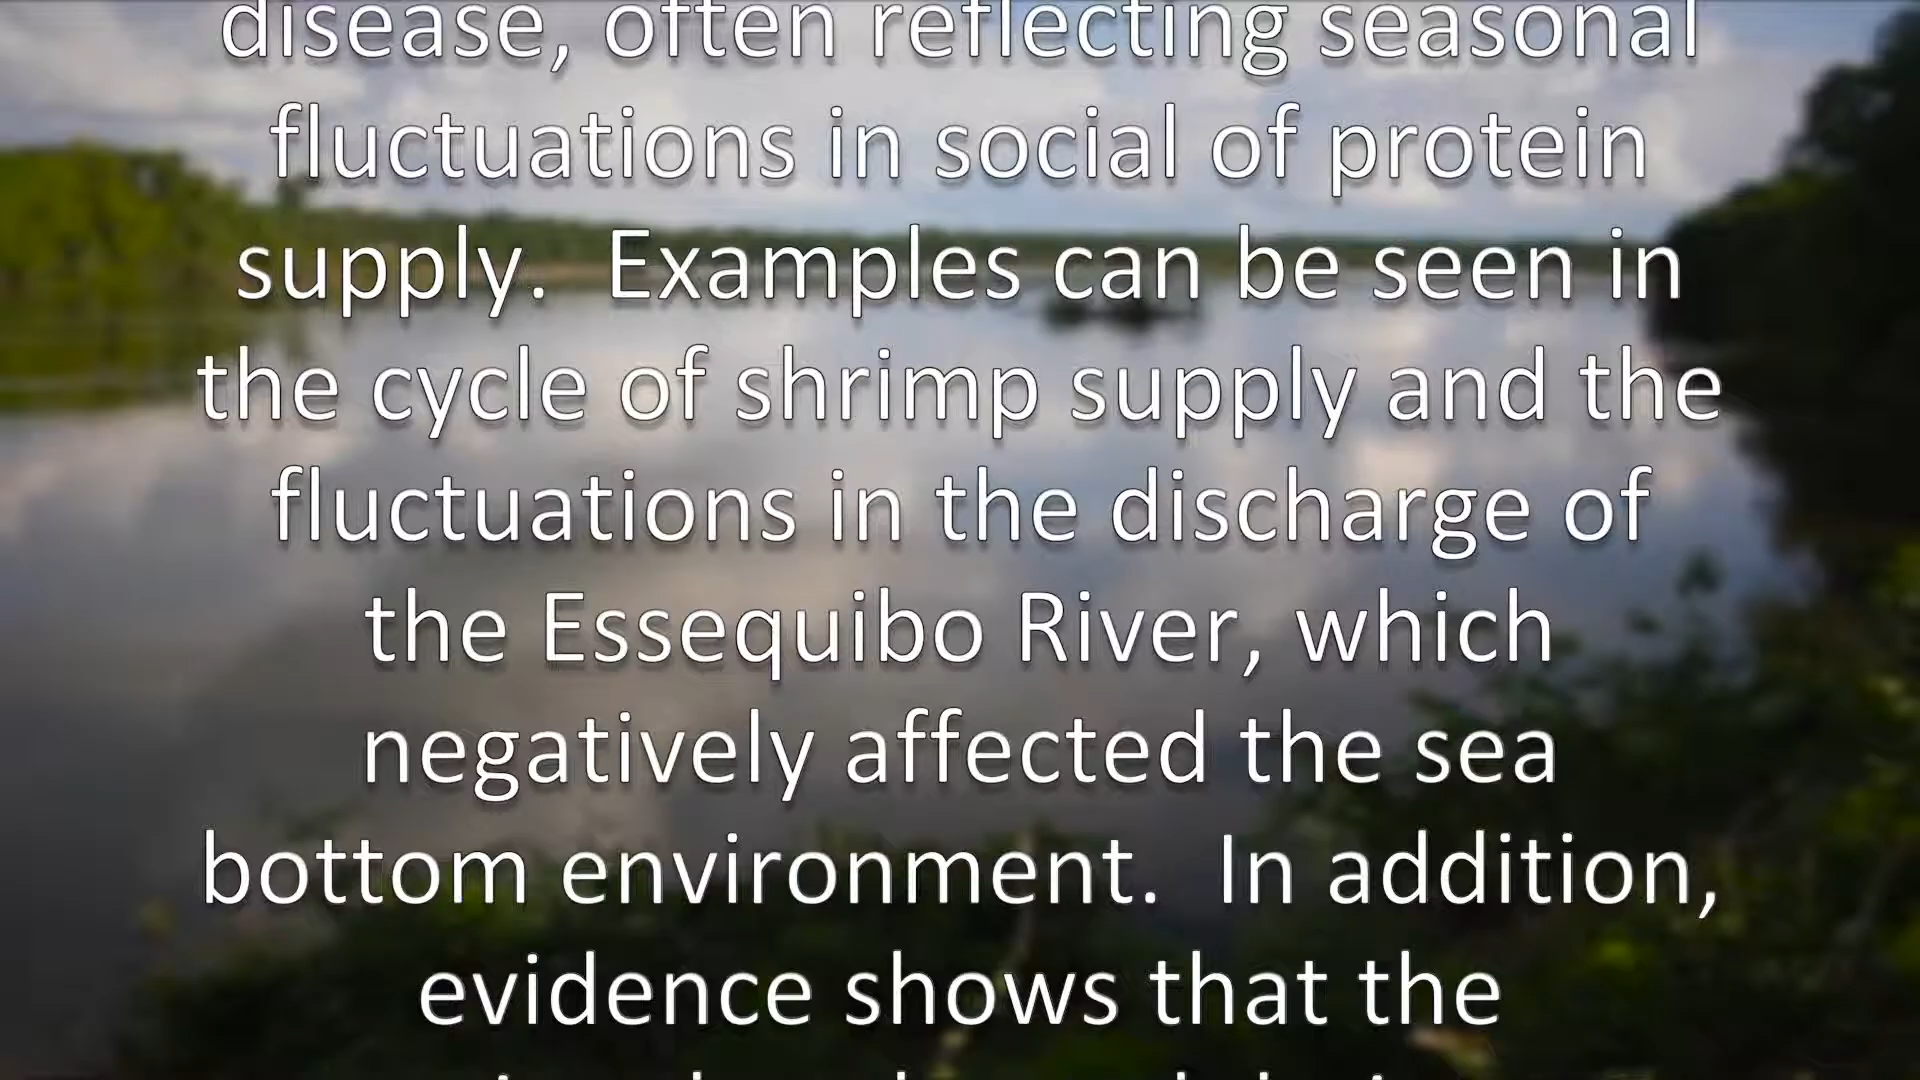 disease, often reflecting seasonal
fluctuations in social of protein
supply.  Examples can be seen in
the cycle of shrimp supply and the
fluctuations in the discharge of
the Essequibo River, which
negatively affected the sea
bottom environment.  In addition,
evidence shows that the